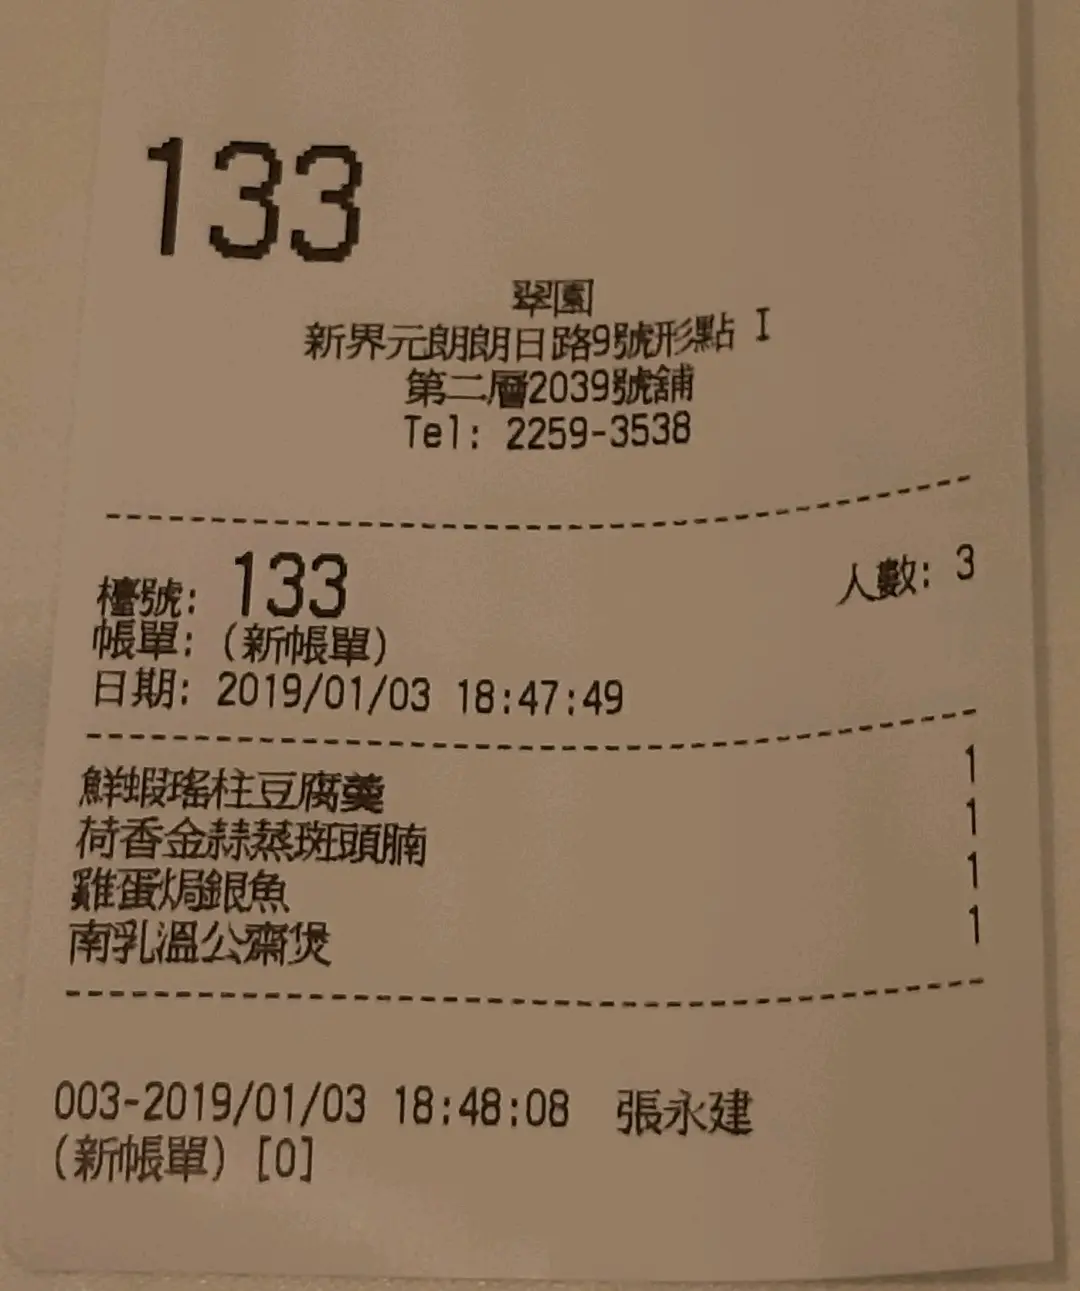 133
翠園
新界元朗朗日路9號形點 I
第二層2039號舖
Tel: 2259-3538
檯號: 133 人數: 3
帳單: (新帳單)
日期: 2019/01/03 18:47:49
鮮蝦瑤柱豆腐羹 1
荷香金蒜蒸斑頭腩 1
雞蛋焗銀魚 1
南乳溫公齋煲 1
003-2019/01/03 18:48:08 張永建
(新帳單) [0]